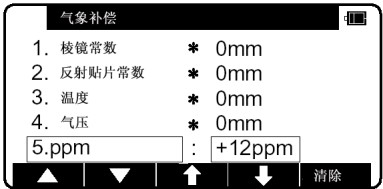 气象补偿
1. 棱镜常数 * 0mm
2. 反射贴片常数 * 0mm
3. 温度 * 0mm
4. 气压 * 0mm
5.ppm : +12ppm
清除